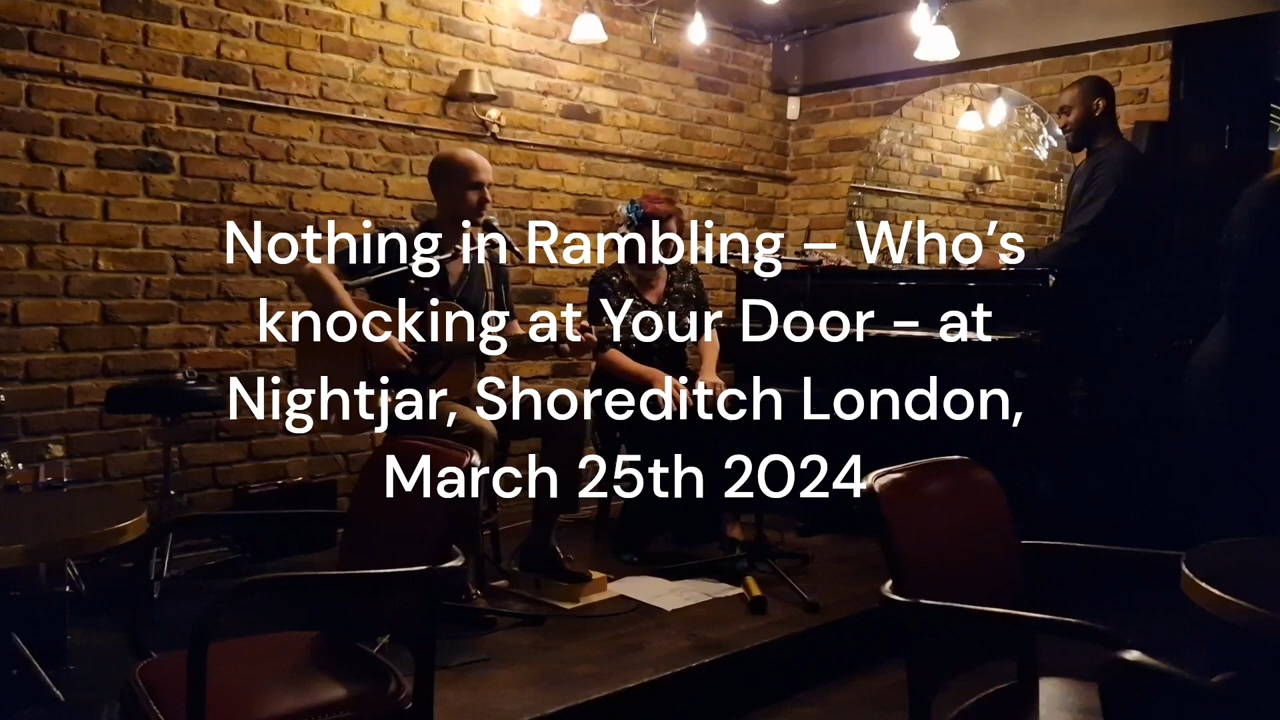 Nothing in Rambling – Who’s
knocking at Your Door - at
Nightjar, Shoreditch London,
March 25th 2024